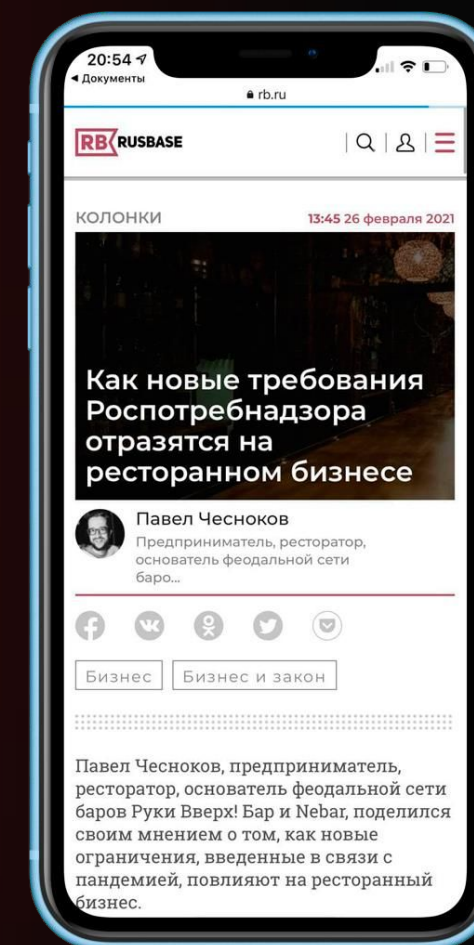 20:54
◀ Документы
rb.ru
RB RUSBASE
КОЛОНКИ
13:45 26 февраля 2021
Как новые требования
Роспотребнадзора
отразятся на
ресторанном бизнесе
Павел Чесноков
Предприниматель, ресторатор,
основатель феодальной сети
баро...
Бизнес
Бизнес и закон
Павел Чесноков, предприниматель,
ресторатор, основатель феодальной сети
баров Руки Вверх! Бар и Nebar, поделился
своим мнением о том, как новые
ограничения, введенные в связи с
пандемией, повлияют на ресторанный
бизнес.